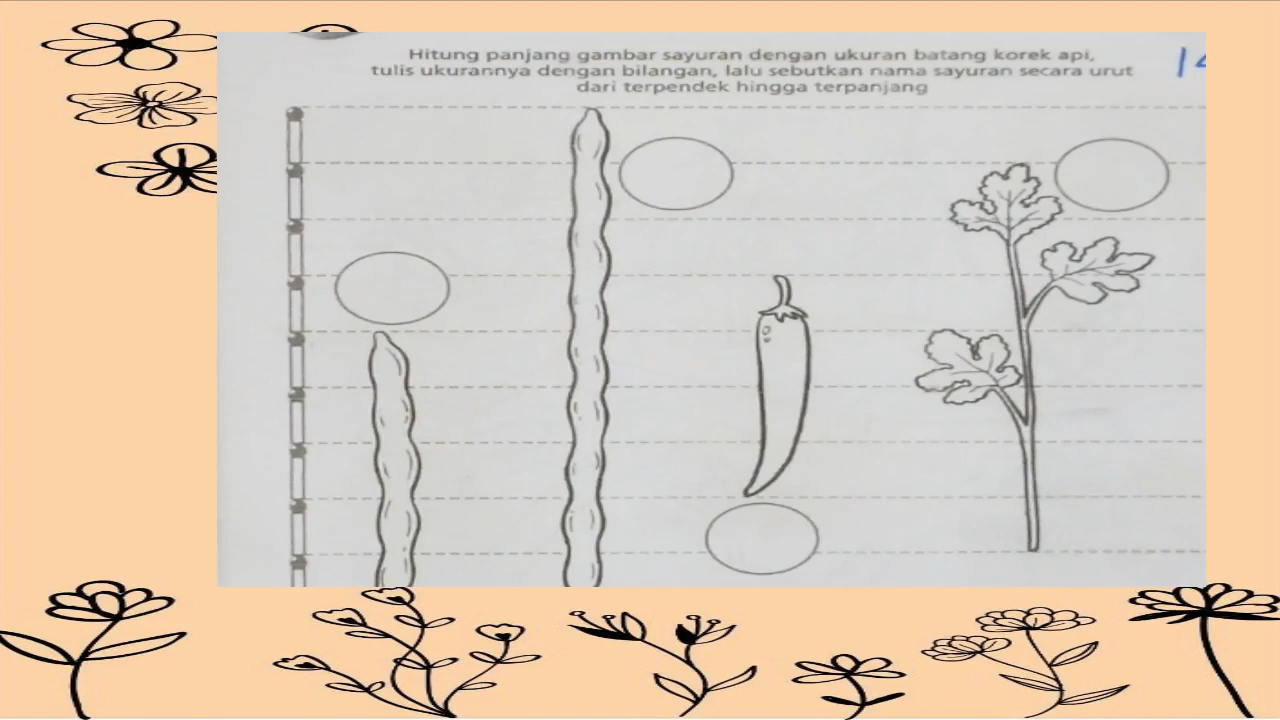 Hitung panjang gambar sayuran dengan ukuran batang korek api,
tulis ukurannya dengan bilangan, lalu sebutkan nama sayuran secara urut
dari terpendek hingga terpanjang